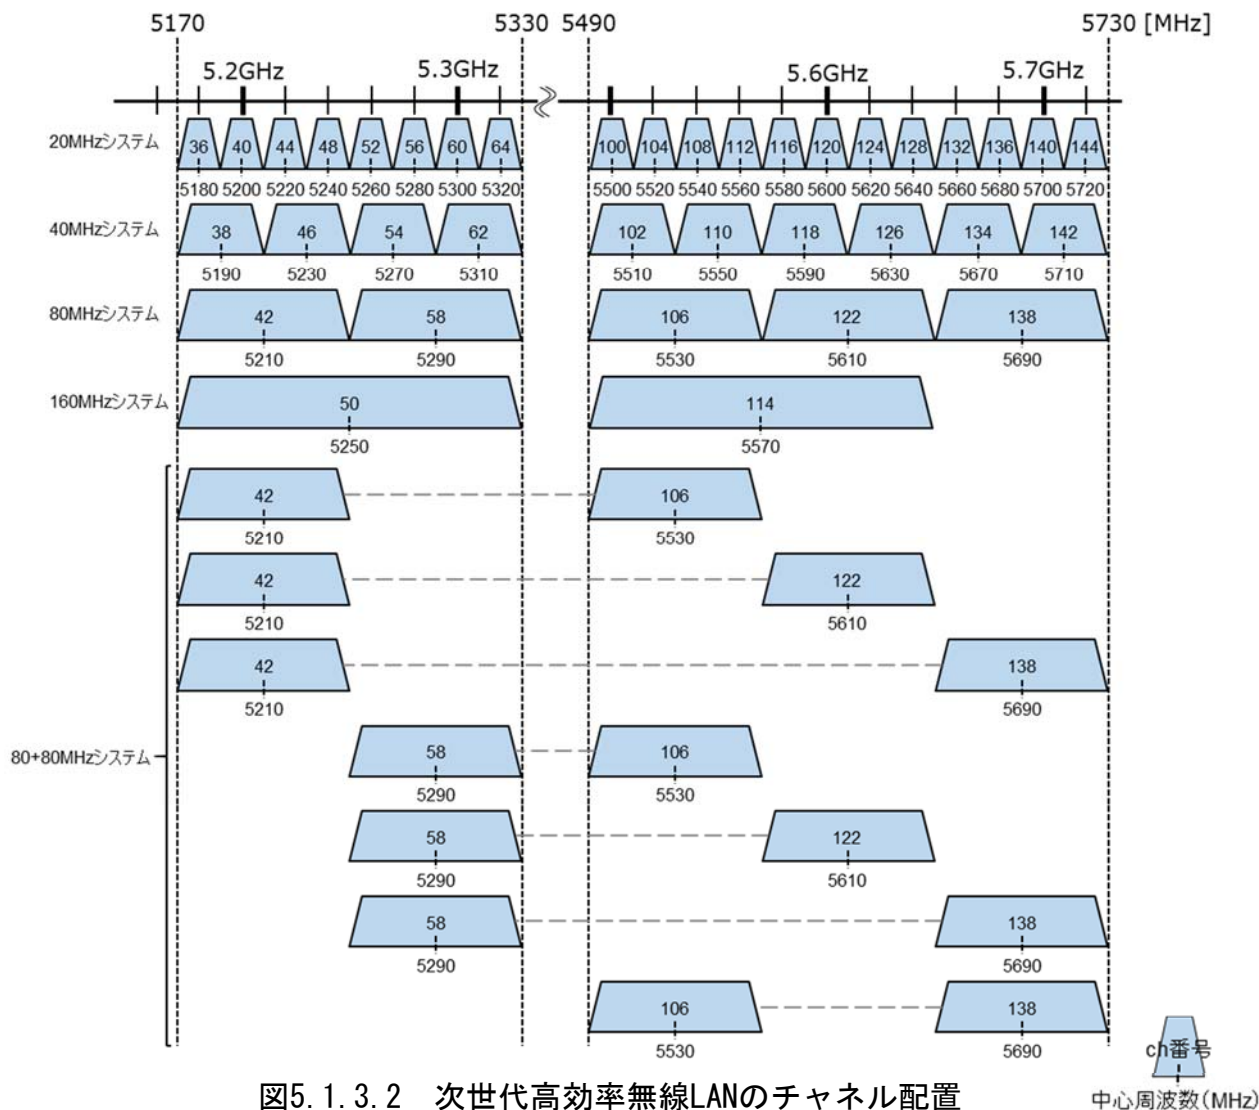 5170 5330 5490 5730 [MHz]
5.2GHz 5.3GHz 5.6GHz 5.7GHz
20MHzシステム 36 40 44 48 52 56 60 64 100 104 108 112 116 120 124 128 132 136 140 144
5180 5200 5220 5240 5260 5280 5300 5320 5500 5520 5540 5560 5580 5600 5620 5640 5660 5680 5700 5720
40MHzシステム 38 46 54 62 102 110 118 126 134 142
5190 5230 5270 5310 5510 5550 5590 5630 5670 5710
80MHzシステム 42 58 106 122 138
5210 5290 5530 5610 5690
160MHzシステム 50 114
5250 5570
42 106
5210 5530
42 122
5210 5610
42 138
5210 5690
80+80MHzシステム 58 106
5290 5530
58 122
5290 5610
58 138
5290 5690
106 138
5530 5690
ch番号
中心周波数(MHz)
図5.1.3.2 次世代高効率無線LANのチャネル配置